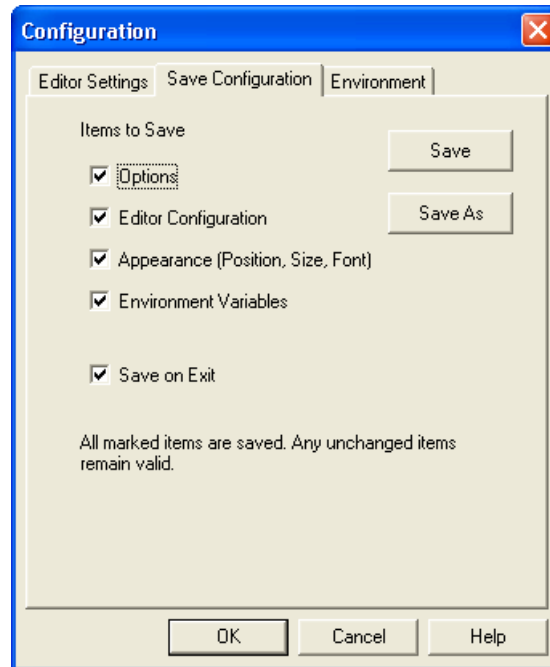 Configuration
Editor Settings Save Configuration Environment
Items to Save
Save
Options
Editor Configuration
Save As
Appearance (Position, Size, Font)
Environment Variables
Save on Exit
All marked items are saved. Any unchanged items
remain valid.
OK Cancel Help